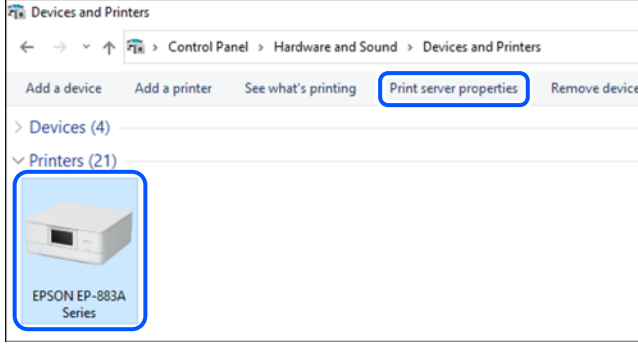 Devices and Printers
Control Panel > Hardware and Sound > Devices and Printers
Add a device Add a printer See what's printing Print server properties Remove device
Devices (4)
Printers (21)
EPSON EP-883A
Series